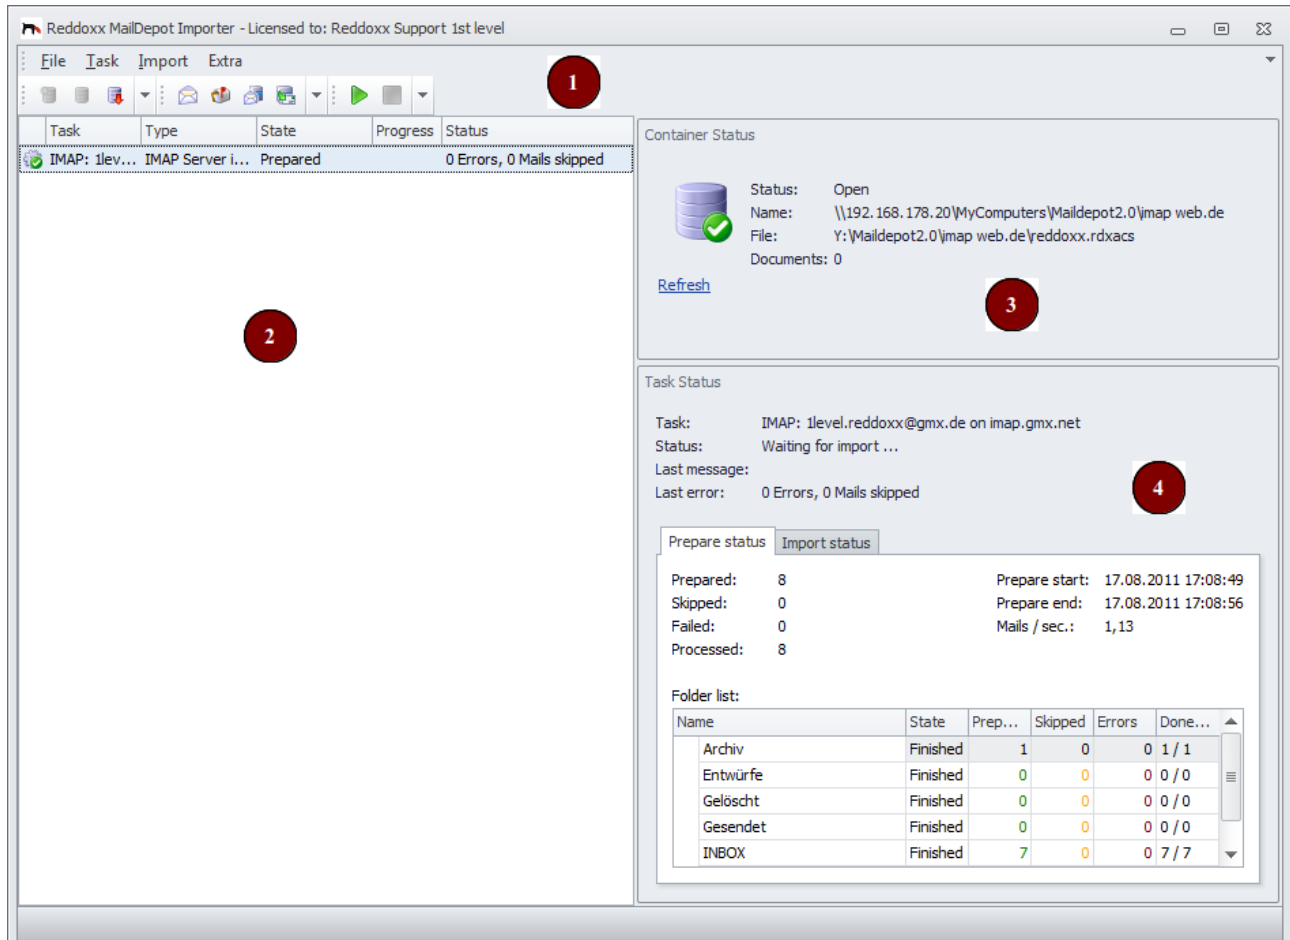 Reddoxx MailDepot Importer - Licensed to: Reddoxx Support 1st level
File Task Import Extra
1
Task Type State Progress Status
IMAP: 1lev... IMAP Server i... Prepared 0 Errors, 0 Mails skipped
2
Container Status
Status: Open
Name: \\192.168.178.20\MyComputers\Maildepot2.0\imap web.de
File: Y:\Maildepot2.0\imap web.de\reddoxx.rdxacs
Documents: 0
Refresh
3
Task Status
Task: IMAP: 1level.reddoxx@gmx.de on imap.gmx.net
Status: Waiting for import ...
Last message:
Last error: 0 Errors, 0 Mails skipped
4
Prepare status Import status
Prepared: 8 Prepare start: 17.08.2011 17:08:49
Skipped: 0 Prepare end: 17.08.2011 17:08:56
Failed: 0 Mails / sec.: 1,13
Processed: 8
Folder list:
Name State Prep... Skipped Errors Done...
Archiv Finished 1 0 0 1 / 1
Entwürfe Finished 0 0 0 0 / 0
Gelöscht Finished 0 0 0 0 / 0
Gesendet Finished 0 0 0 0 / 0
INBOX Finished 7 0 0 7 / 7